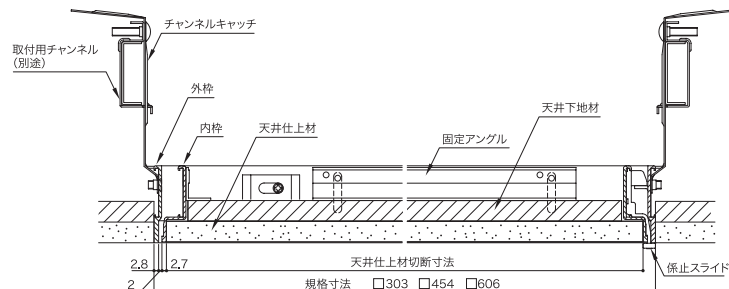 チャンネルキャッチ
取付用チャンネル
(別途)
外枠
内枠
天井仕上材
天井下地材
固定アングル
2.8
2.7
2
天井仕上材切断寸法
係止スライド
規格寸法 □303 □454 □606